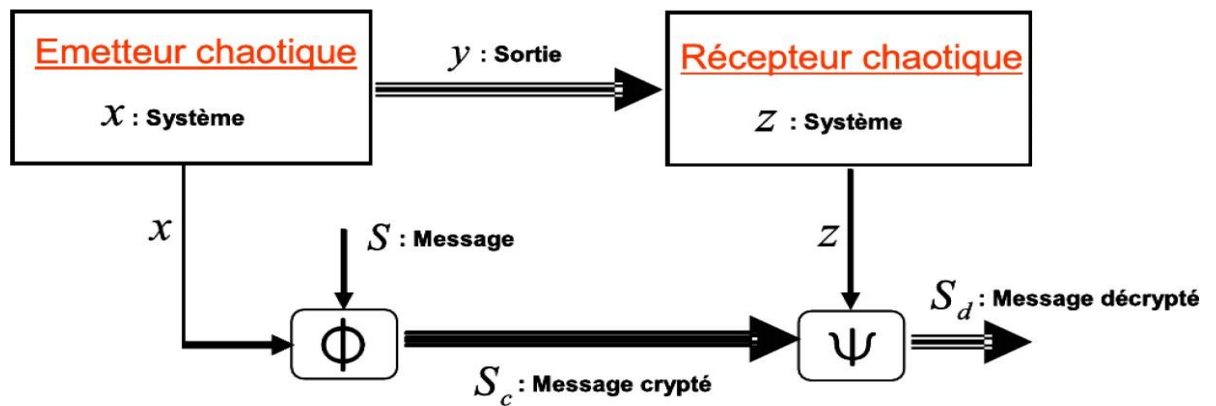 Emetteur chaotique
x : Système
y : Sortie
Récepteur chaotique
z : Système
x
S : Message
z
Φ
S_c : Message crypté
Ψ
S_d : Message décrypté